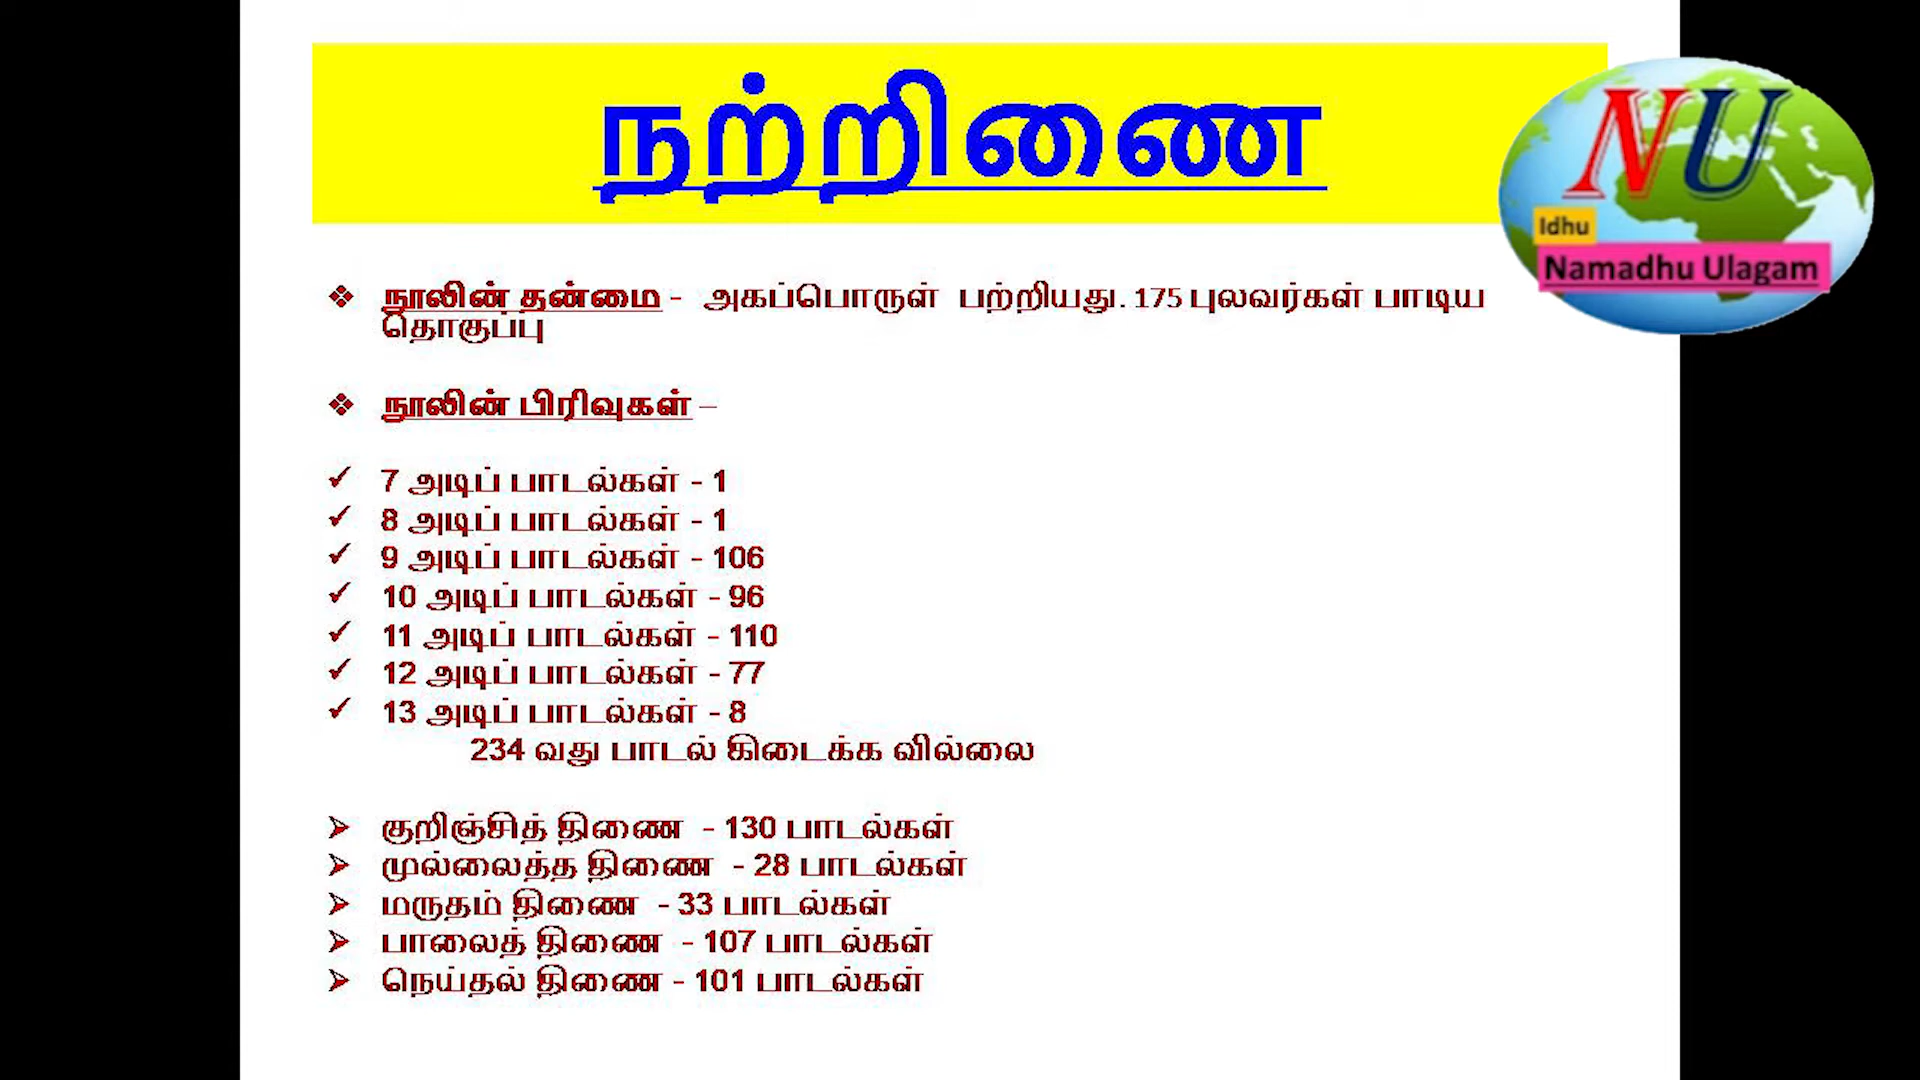 நற்றிணை
NU
Idhu
Namadhu Ulagam
❖ நூலின் தன்மை - அகப்பொருள் பற்றியது. 175 புலவர்கள் பாடிய
தொகுப்பு
❖ நூலின் பிரிவுகள் –
✓ 7 அடிப் பாடல்கள் - 1
✓ 8 அடிப் பாடல்கள் - 1
✓ 9 அடிப் பாடல்கள் - 106
✓ 10 அடிப் பாடல்கள் - 96
✓ 11 அடிப் பாடல்கள் - 110
✓ 12 அடிப் பாடல்கள் - 77
✓ 13 அடிப் பாடல்கள் - 8
234 வது பாடல் கிடைக்க வில்லை
➢ குறிஞ்சித் திணை - 130 பாடல்கள்
➢ முல்லைத்த திணை - 28 பாடல்கள்
➢ மருதம் திணை - 33 பாடல்கள்
➢ பாலைத் திணை - 107 பாடல்கள்
➢ நெய்தல் திணை - 101 பாடல்கள்